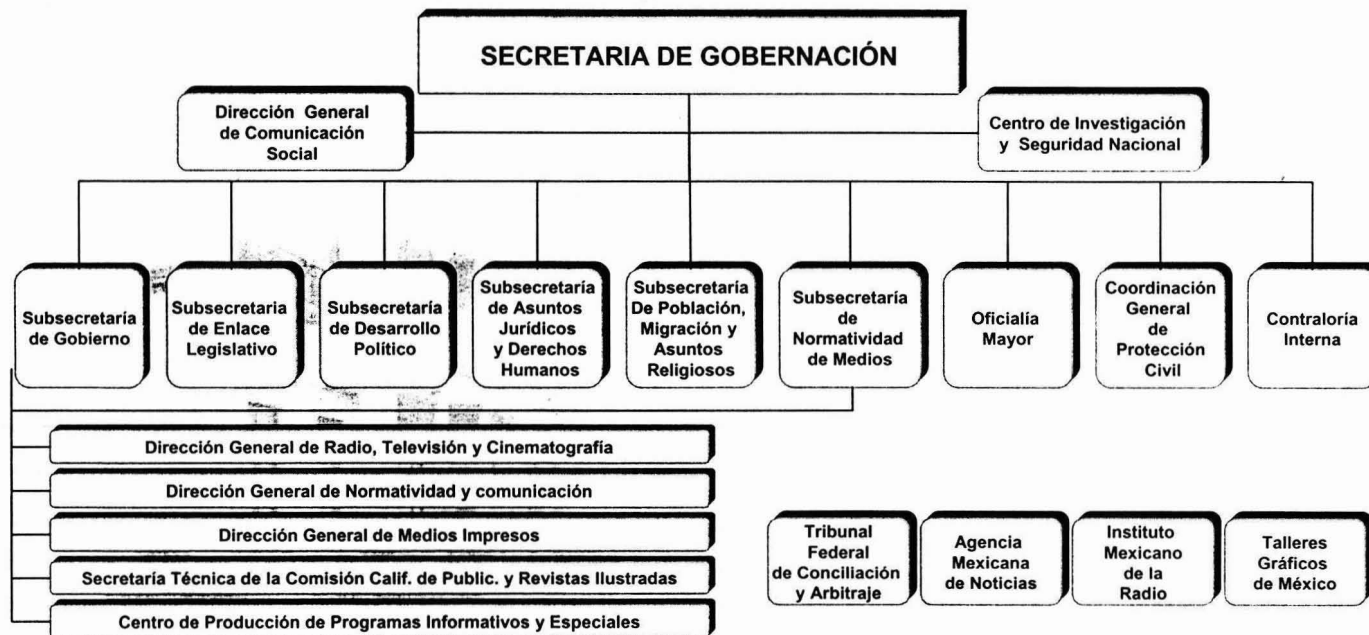 SECRETARIA DE GOBERNACIÓN
Dirección General
de Comunicación
Social
Centro de Investigación
y Seguridad Nacional
Subsecretaría
de Gobierno
Subsecretaria
de Enlace
Legislativo
Subsecretaría
de Desarrollo
Político
Subsecretaría
de Asuntos
Jurídicos
y Derechos
Humanos
Subsecretaría
De Población,
Migración y
Asuntos
Religiosos
Subsecretaría
de
Normatividad
de Medios
Oficialía
Mayor
Coordinación
General
de
Protección
Civil
Contraloría
Interna
Dirección General de Radio, Televisión y Cinematografía
Dirección General de Normatividad y comunicación
Dirección General de Medios Impresos
Secretaría Técnica de la Comisión Calif. de Public. y Revistas Ilustradas
Centro de Producción de Programas Informativos y Especiales
Tribunal
Federal
de Conciliación
y Arbitraje
Agencia
Mexicana
de Noticias
Instituto
Mexicano
de la
Radio
Talleres
Gráficos
de México